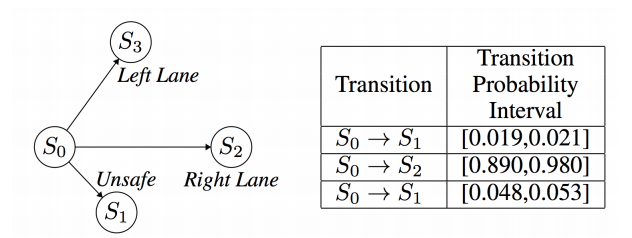 S3
Left Lane
S0
S2
Unsafe
Right Lane
S1
Transition
Transition Probability Interval
S0 → S1
[0.019,0.021]
S0 → S2
[0.890,0.980]
S0 → S1
[0.048,0.053]